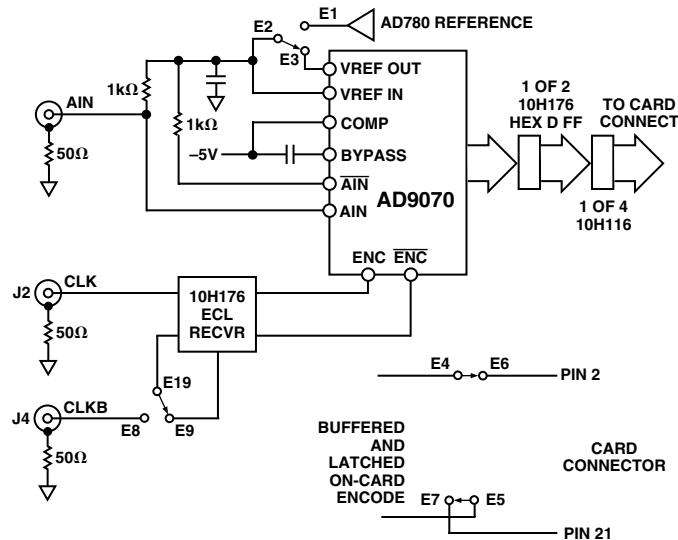 E1
AD780 REFERENCE
E2
E3
1kΩ
AIN
50Ω
1kΩ
–5V
VREF OUT
VREF IN
COMP
BYPASS
AIN
AIN
AD9070
ENC ENC
1 OF 2
10H176
HEX D FF
TO CARD
CONNECT
1 OF 4
10H116
J2
CLK
50Ω
10H176
ECL
RECVR
E19
J4
CLKB
E8
E9
50Ω
E4
E6
PIN 2
BUFFERED
AND
LATCHED
ON-CARD
ENCODE
CARD
CONNECTOR
E7
E5
PIN 21